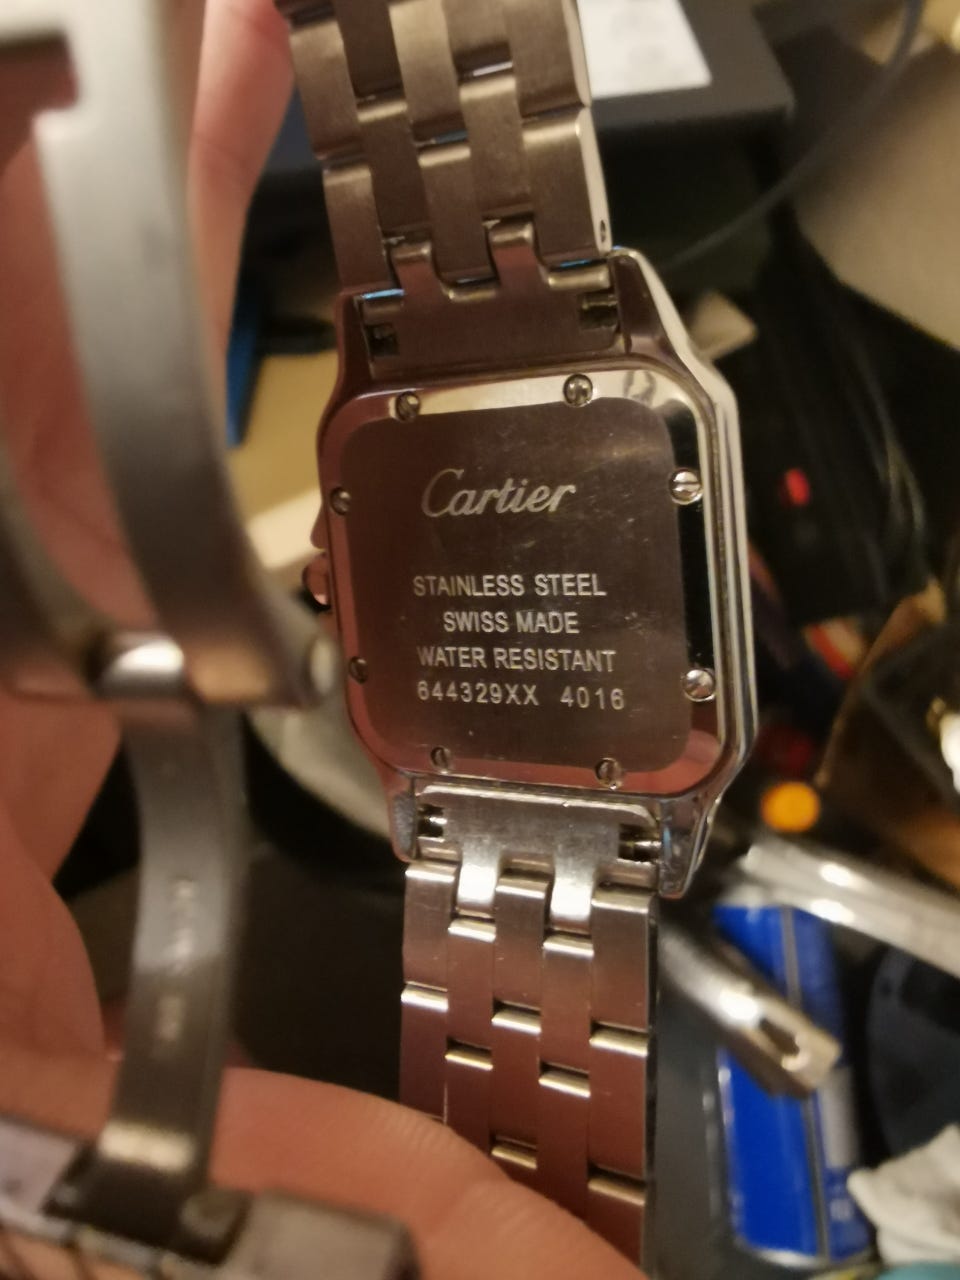 Cartier
STAINLESS STEEL
SWISS MADE
WATER RESISTANT
644329XX 4016